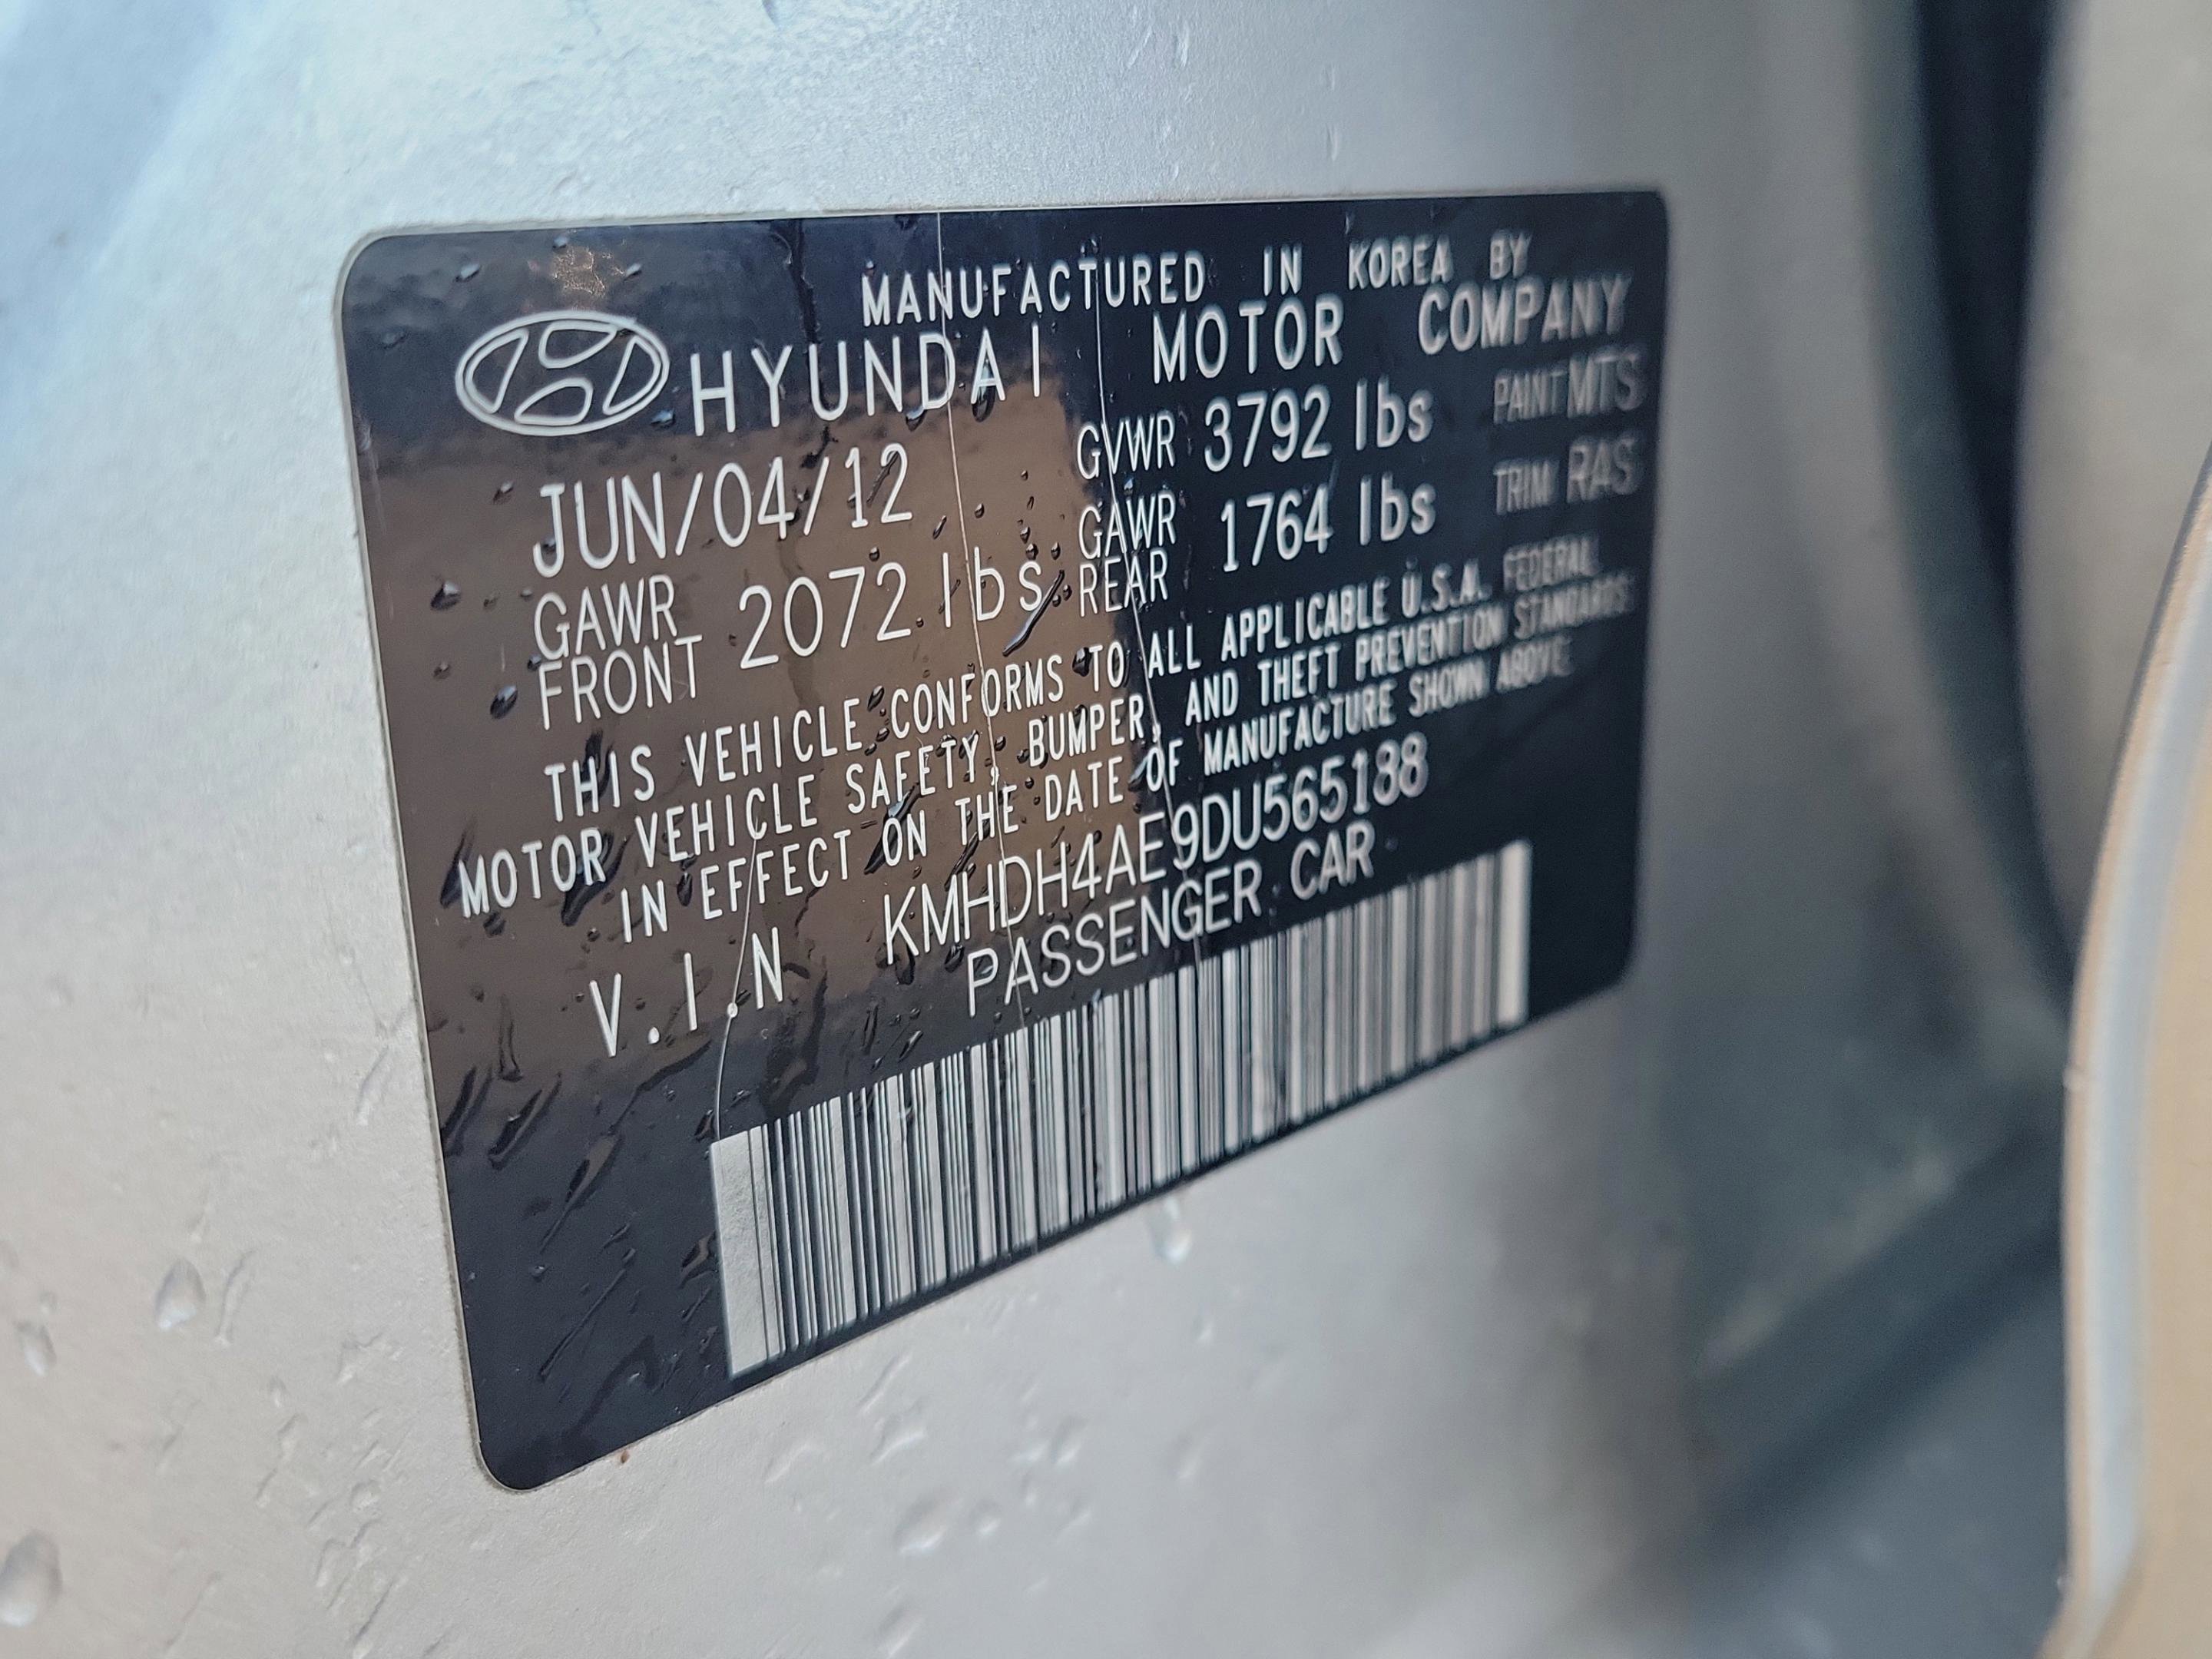 MANUFACTURED IN KOREA BY
HYUNDAI MOTOR COMPANY
JUN/04/12 GVWR 3792 lbs PAINT MTS
GAWR FRONT 2072 lbs GAWR REAR 1764 lbs TRIM RAS
THIS VEHICLE CONFORMS TO ALL APPLICABLE U.S.A. FEDERAL
MOTOR VEHICLE SAFETY, BUMPER, AND THEFT PREVENTION STANDARDS
IN EFFECT ON THE DATE OF MANUFACTURE SHOWN ABOVE.
V.I.N KMHDH4AE9DU565188
PASSENGER CAR